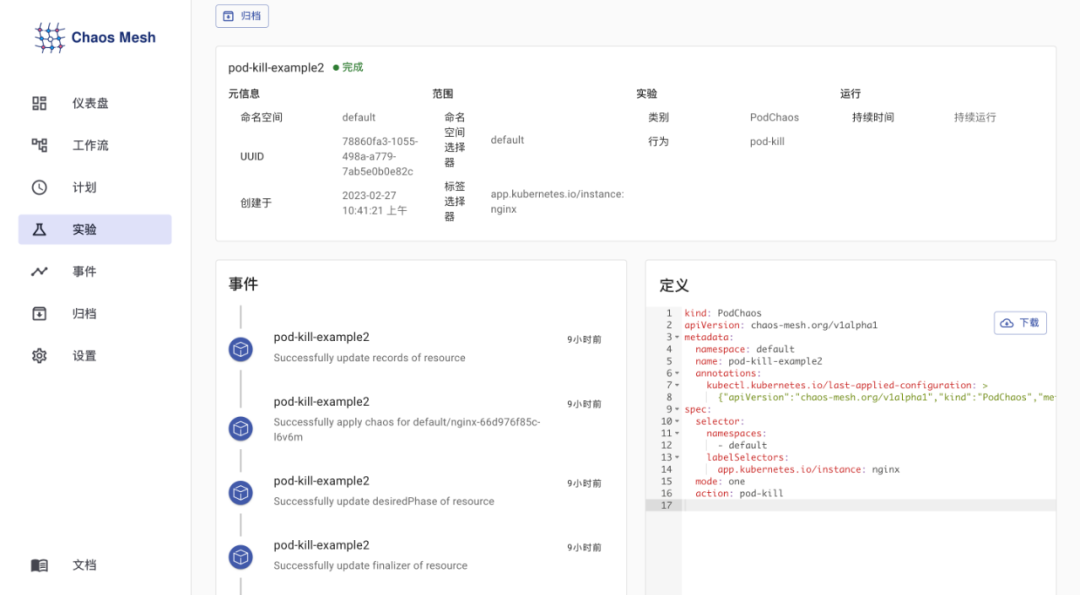 Chaos Mesh
仪表盘
工作流
计划
实验
事件
归档
设置
文档
归档
pod-kill-example2 完成
元信息
命名空间 default
UUID 78860fa3-1055-
498a-a779-
7ab5e0b0e82c
创建于 2023-02-27
10:41:21 上午
范围
命名
空间
选择
器
default
标签
选择
器
app.kubernetes.io/instance:
nginx
实验
类别 PodChaos
行为 pod-kill
运行
持续时间 持续运行
事件
pod-kill-example2 9小时前
Successfully update records of resource
pod-kill-example2 9小时前
Successfully apply chaos for default/nginx-66d976f85c-
l6v6m
pod-kill-example2 9小时前
Successfully update desiredPhase of resource
pod-kill-example2 9小时前
Successfully update finalizer of resource
定义
下载
1 kind: PodChaos
2 apiVersion: chaos-mesh.org/v1alpha1
3 metadata:
4 namespace: default
5 name: pod-kill-example2
6 annotations:
7 kubectl.kubernetes.io/last-applied-configuration: >
8 {"apiVersion":"chaos-mesh.org/v1alpha1","kind":"PodChaos","me
9 spec:
10 selector:
11 namespaces:
12 - default
13 labelSelectors:
14 app.kubernetes.io/instance: nginx
15 mode: one
16 action: pod-kill
17